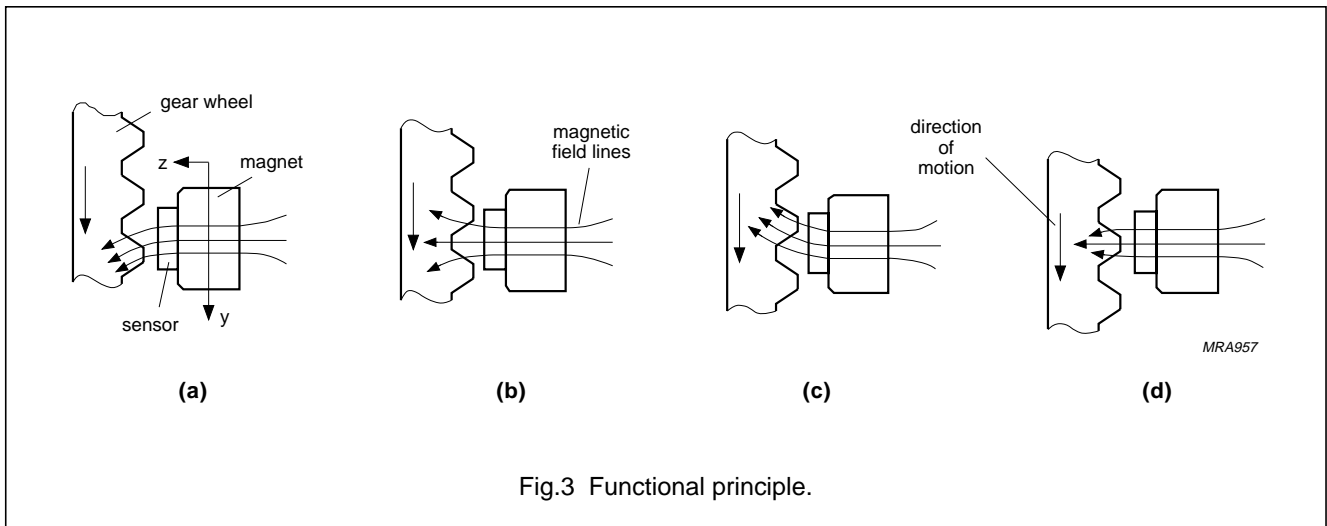 gear wheel
magnet
z
y
sensor
(a)
magnetic
field lines
(b)
(c)
direction
of
motion
(d)
MRA957
Fig.3 Functional principle.